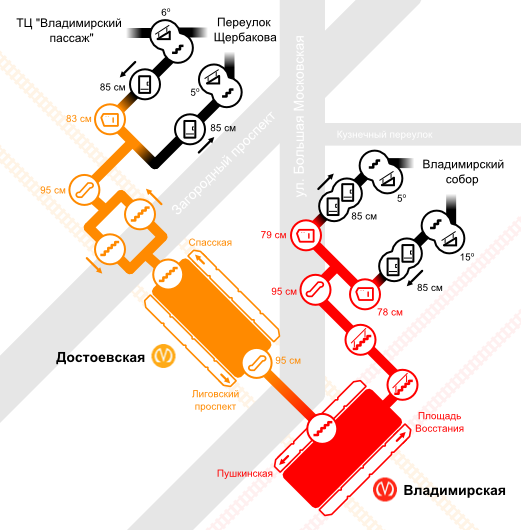 ТЦ "Владимирский
пассаж"
6°
Переулок
Щербакова
85 см
5°
83 см
85 см
ул. Большая Московская
Кузнечный переулок
Загородный проспект
Владимирский
собор
5°
85 см
95 см
79 см
15°
Спасская
95 см
85 см
78 см
Достоевская
95 см
Лиговский
проспект
Площадь
Восстания
Пушкинская
Владимирская